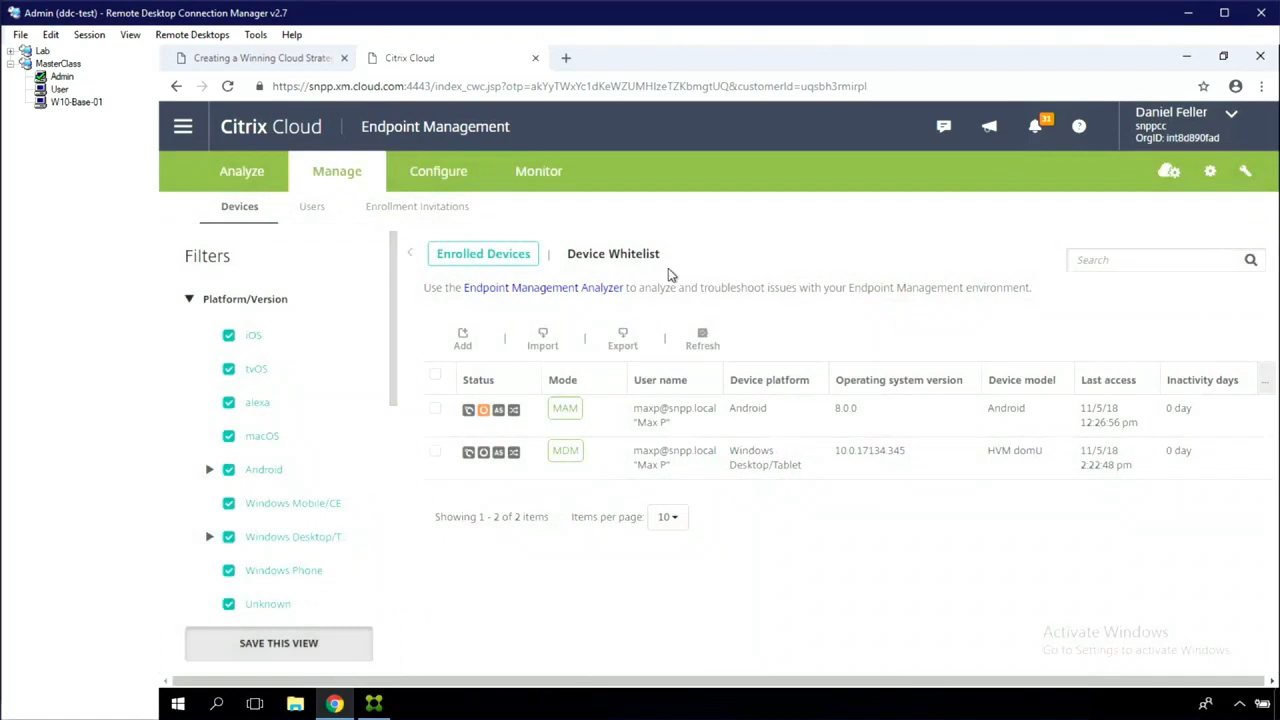 Admin (ddc-test) - Remote Desktop Connection Manager v2.7
File Edit Session View Remote Desktops Tools Help
Lab
MasterClass
Admin
User
W10-Base-01
Creating a Winning Cloud Strate
Citrix Cloud
https://snpp.xm.cloud.com:4443/index_cwc.jsp?otp=akYyTWxYc1dKeWZUMHIzeTZKbmgtUQ&customerId=uqsbh3rmirpl
Citrix Cloud
Endpoint Management
31
Daniel Feller
snppcc
OrgID: int8d890fad
Analyze Manage Configure Monitor
Devices Users Enrollment Invitations
Filters
Platform/Version
iOS
tvOS
alexa
macOS
Android
Windows Mobile/CE
Windows Desktop/T...
Windows Phone
Unknown
SAVE THIS VIEW
Enrolled Devices | Device Whitelist
Search
Use the Endpoint Management Analyzer to analyze and troubleshoot issues with your Endpoint Management environment.
Add | Import | Export | Refresh
Status Mode User name Device platform Operating system version Device model Last access Inactivity days ...
AS MAM maxp@snpp.local Android 8.0.0 Android 11/5/18 0 day
"Max P" 12:26:56 pm
AS MDM maxp@snpp.local Windows 10.0.17134.345 HVM domU 11/5/18 0 day
"Max P" Desktop/Tablet 2:22:48 pm
Showing 1 - 2 of 2 items Items per page: 10
Activate Windows
Go to Settings to activate Windows.